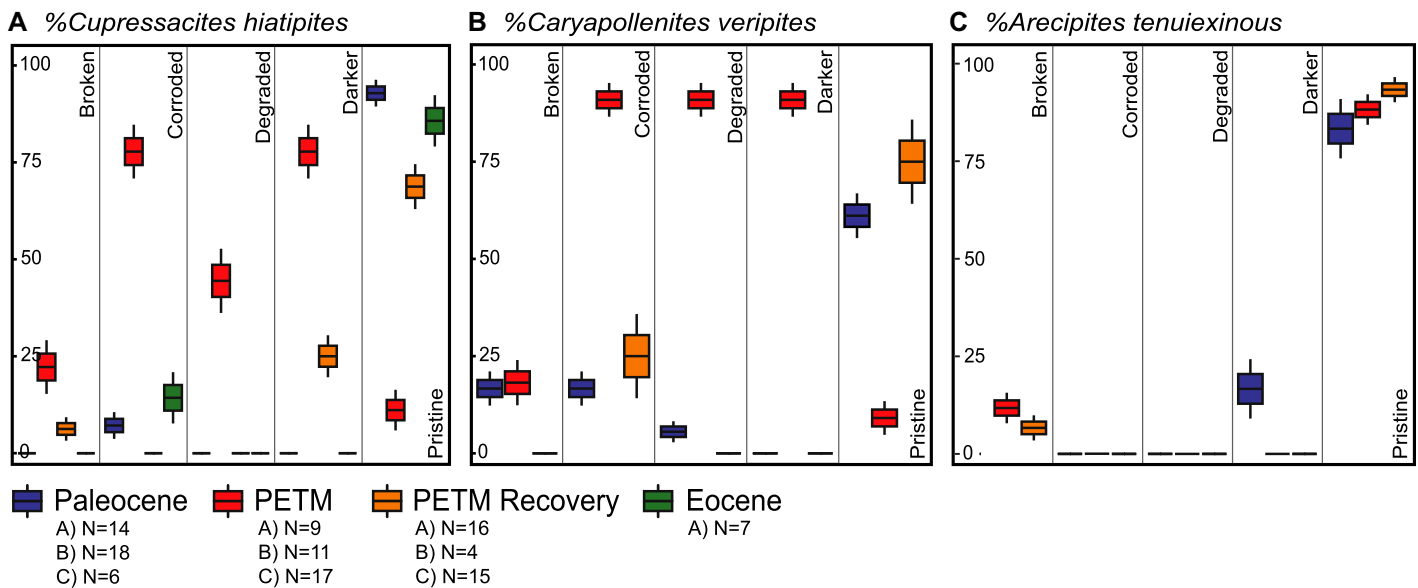 A %Cupressacites hiatipites
100
75
50
25
0
Broken
Corroded
Degraded
Darker
Pristine
B %Caryapollenites veripites
100
75
50
25
0
Broken
Corroded
Degraded
Darker
Pristine
C %Arecipites tenuiexinous
100
75
50
25
0
Broken
Corroded
Degraded
Darker
Pristine
Paleocene
A) N=14
B) N=18
C) N=6
PETM
A) N=9
B) N=11
C) N=17
PETM Recovery
A) N=16
B) N=4
C) N=15
Eocene
A) N=7